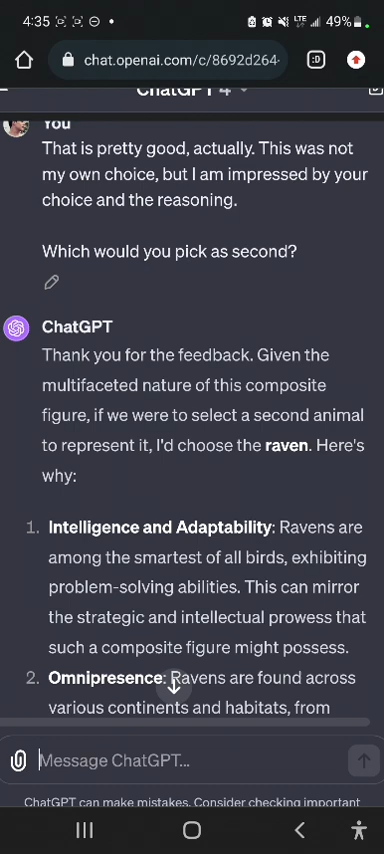 4:35
LTE
49%
chat.openai.com/c/8692d264-
:D
ChatGPT 4
You
That is pretty good, actually. This was not
my own choice, but I am impressed by your
choice and the reasoning.
Which would you pick as second?
ChatGPT
Thank you for the feedback. Given the
multifaceted nature of this composite
figure, if we were to select a second animal
to represent it, I'd choose the raven. Here's
why:
1. Intelligence and Adaptability: Ravens are
among the smartest of all birds, exhibiting
problem-solving abilities. This can mirror
the strategic and intellectual prowess that
such a composite figure might possess.
2. Omnipresence: Ravens are found across
various continents and habitats, from
Message ChatGPT...
ChatGPT can make mistakes. Consider checking important